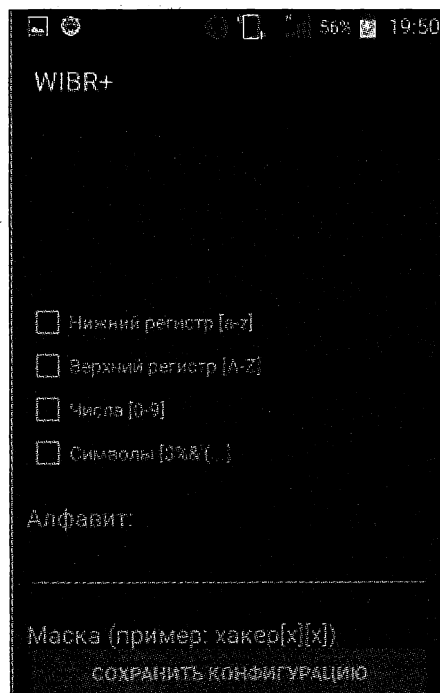 56% 19:50
WIBR+
Нижний регистр [a-z]
Верхний регистр [A-Z]
Числа [0-9]
Символы
Алфавит:
Маска (пример: хакер[x][x])
СОХРАНИТЬ КОНФИГУРАЦИЮ